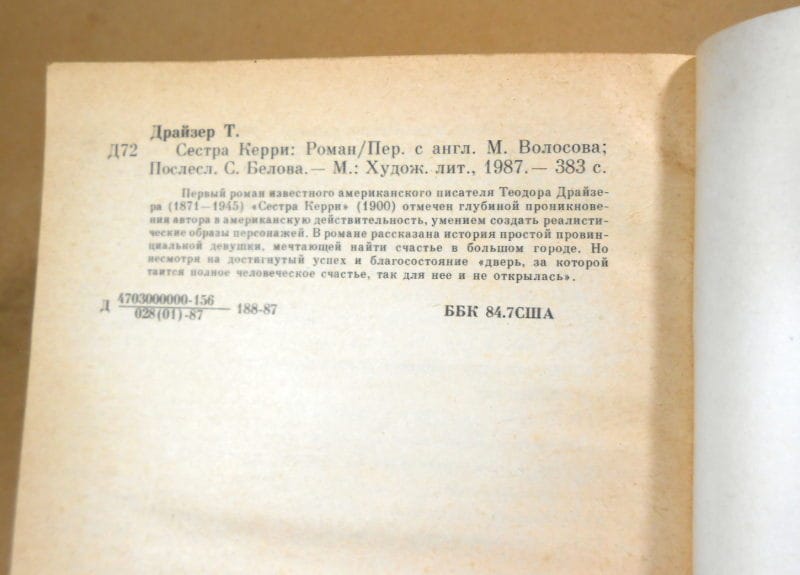 Драйзер Т.
Д72 Сестра Керри: Роман/Пер. с англ. М. Волосова;
Послесл. С. Белова. — М.: Худож. лит., 1987. — 383 с.
Первый роман известного американского писателя Теодора Драйзе-
ра (1871—1945) «Сестра Керри» (1900) отмечен глубиной проникнове-
ния автора в американскую действительность, умением создать реалисти-
ческие образы персонажей. В романе рассказана история простой провин-
циальной девушки, мечтающей найти счастье в большом городе. Но
несмотря на достигнутый успех и благосостояние «дверь, за которой
таится полное человеческое счастье, так для нее и не открылась».
4703000000-156
Д 188-87 ББК 84.7США
028(01)-87